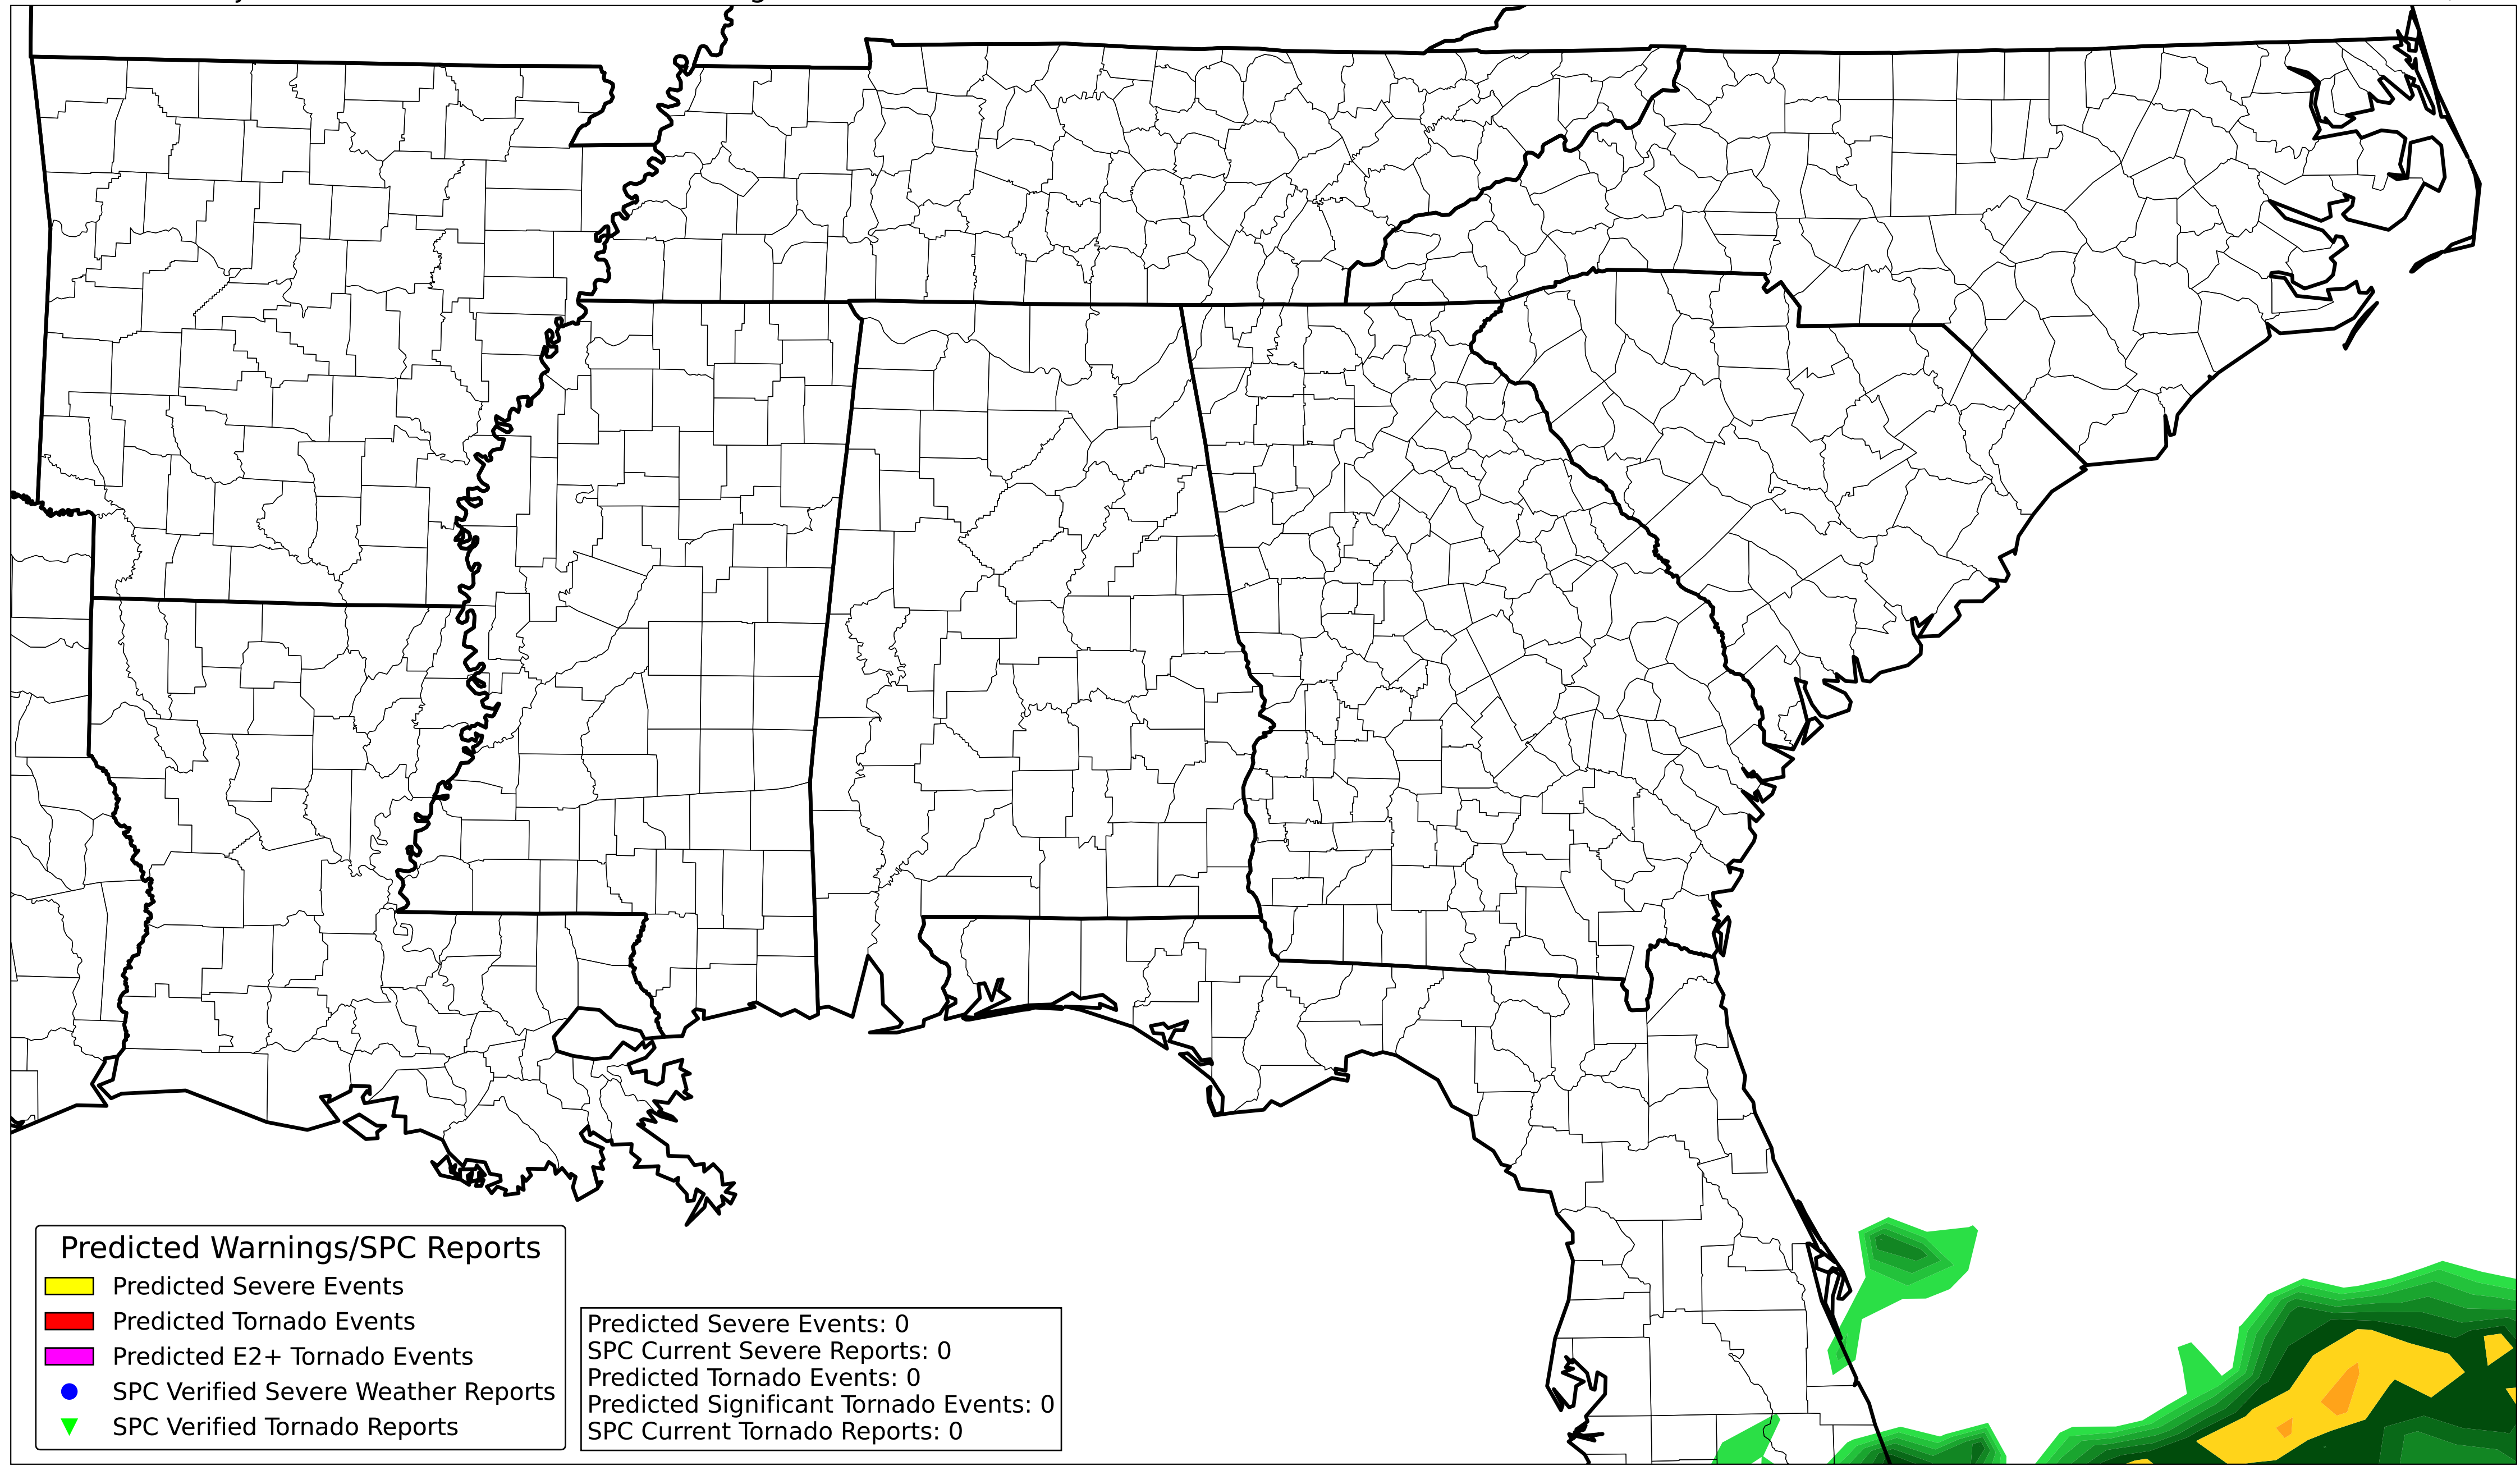 Predicted Warnings/SPC Reports
Predicted Severe Events
Predicted Tornado Events
Predicted E2+ Tornado Events
SPC Verified Severe Weather Reports
SPC Verified Tornado Reports
Predicted Severe Events: 0
SPC Current Severe Reports: 0
Predicted Tornado Events: 0
Predicted Significant Tornado Events: 0
SPC Current Tornado Reports: 0